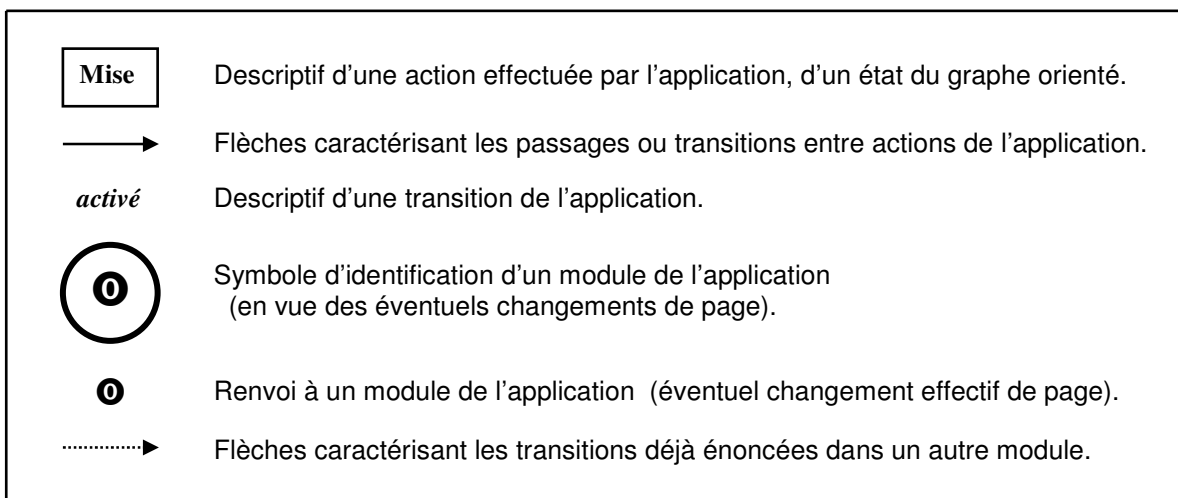 Mise Descriptif d'une action effectuée par l'application, d'un état du graphe orienté.
Flèches caractérisant les passages ou transitions entre actions de l'application.
activé Descriptif d'une transition de l'application.
0 Symbole d'identification d'un module de l'application
(en vue des éventuels changements de page).
0 Renvoi à un module de l'application (éventuel changement effectif de page).
Flèches caractérisant les transitions déjà énoncées dans un autre module.